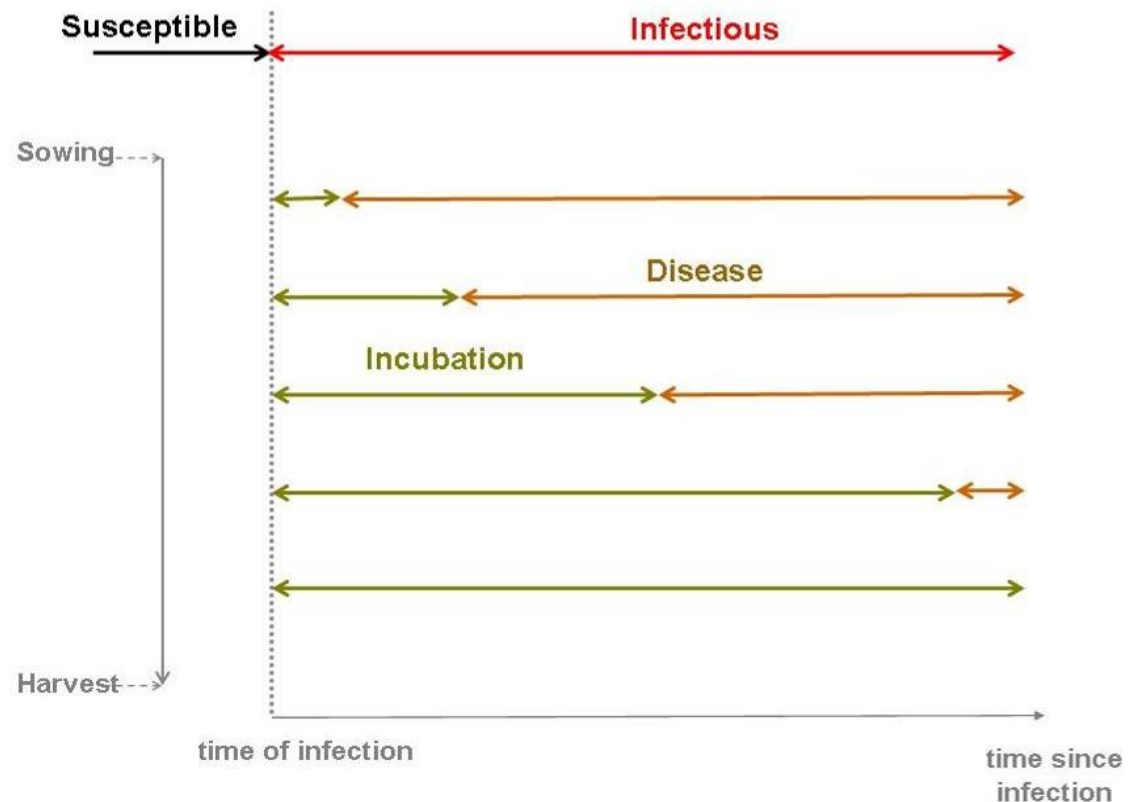 Susceptible
Infectious
Sowing
Disease
Incubation
Harvest
time of infection
time since
infection